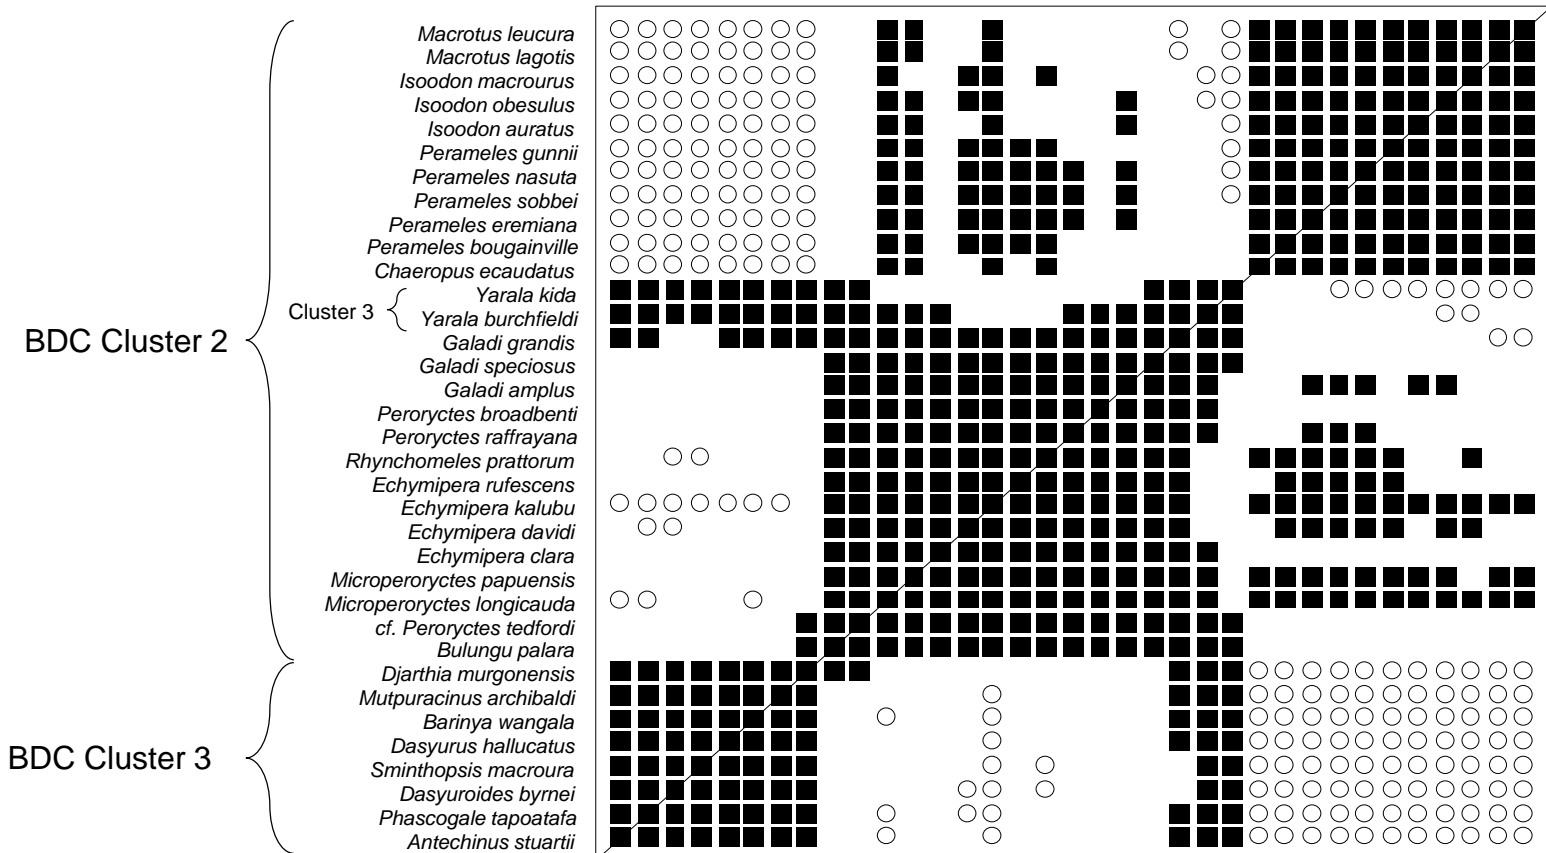 Macrotus leucura
Macrotus lagotis
Isoodon macrourus
Isoodon obesulus
Isoodon auratus
Perameles gunnii
Perameles nasuta
Perameles sobbei
Perameles eremiana
Perameles bougainville
Chaeropus ecaudatus
Yarala kida
Cluster 3
Yarala burchfieldi
BDC Cluster 2
Galadi grandis
Galadi speciosus
Galadi amplus
Peroryctes broadbenti
Peroryctes raffrayana
Rhynchomeles prattorum
Echymipera rufescens
Echymipera kalubu
Echymipera davidi
Echymipera clara
Microperoryctes papuensis
Microperoryctes longicauda
cf. Peroryctes tedfordi
Bulungu palara
Djarthia murgonensis
Mutpuracinus archibaldi
Barinya wangala
Dasyurus hallucatus
BDC Cluster 3
Sminthopsis macroura
Dasyuroides byrnei
Phascogale tapoatafa
Antechinus stuartii